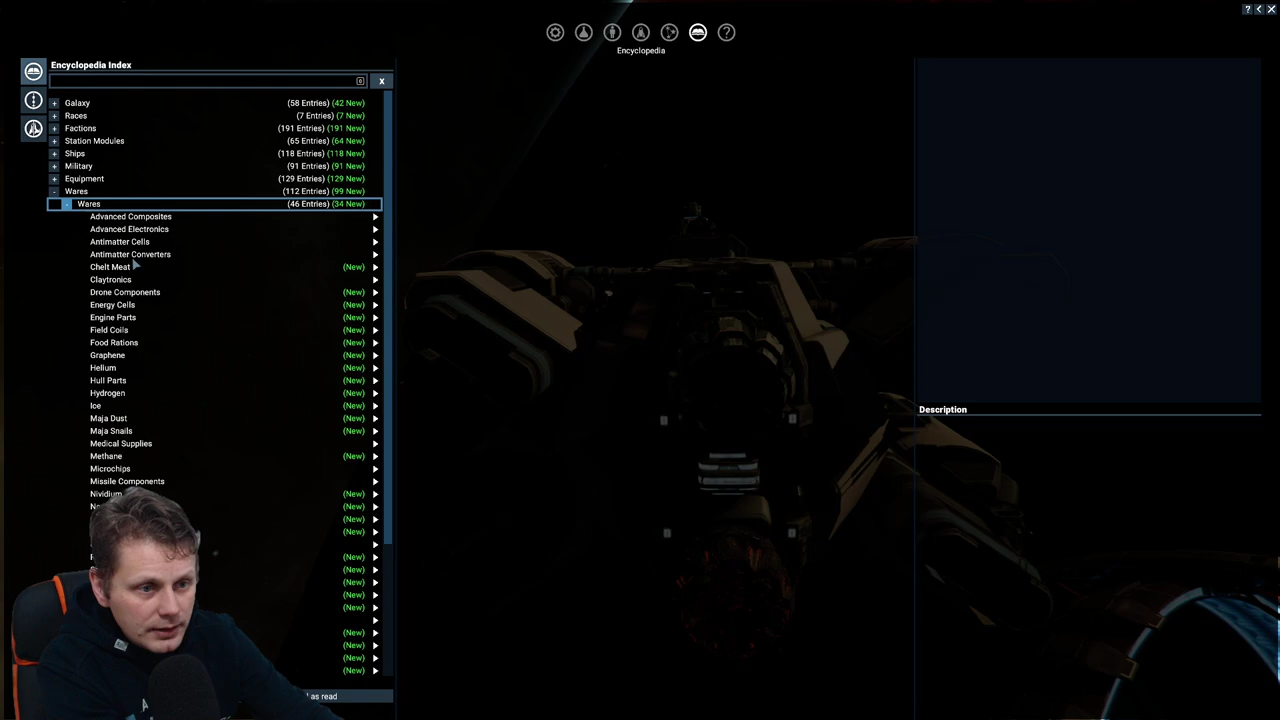 ? < X
Encyclopedia
Encyclopedia Index
X
+ Galaxy (58 Entries) (42 New)
+ Races (7 Entries) (7 New)
+ Factions (191 Entries) (191 New)
+ Station Modules (65 Entries) (64 New)
+ Ships (118 Entries) (118 New)
+ Military (91 Entries) (91 New)
+ Equipment (129 Entries) (129 New)
- Wares (112 Entries) (99 New)
- Wares (46 Entries) (34 New)
Advanced Composites
Advanced Electronics
Antimatter Cells
Antimatter Converters
Chelt Meat (New)
Claytronics
Drone Components (New)
Energy Cells (New)
Engine Parts (New)
Field Coils (New)
Food Rations (New)
Graphene (New)
Helium (New)
Hull Parts (New)
Hydrogen (New)
Ice (New)
Maja Dust (New)
Maja Snails (New)
Medical Supplies
Methane (New)
Microchips
Missile Components
Nividium (New)
(New)
(New)
(New)
(New)
(New)
(New)
(New)
(New)
(New)
(New)
(New)
(New)
as read
Description